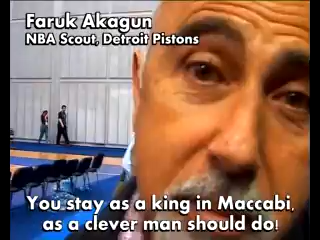 Faruk Akagun
NBA Scout, Detroit Pistons
You stay as a king in Maccabi,
as a clever man should do!